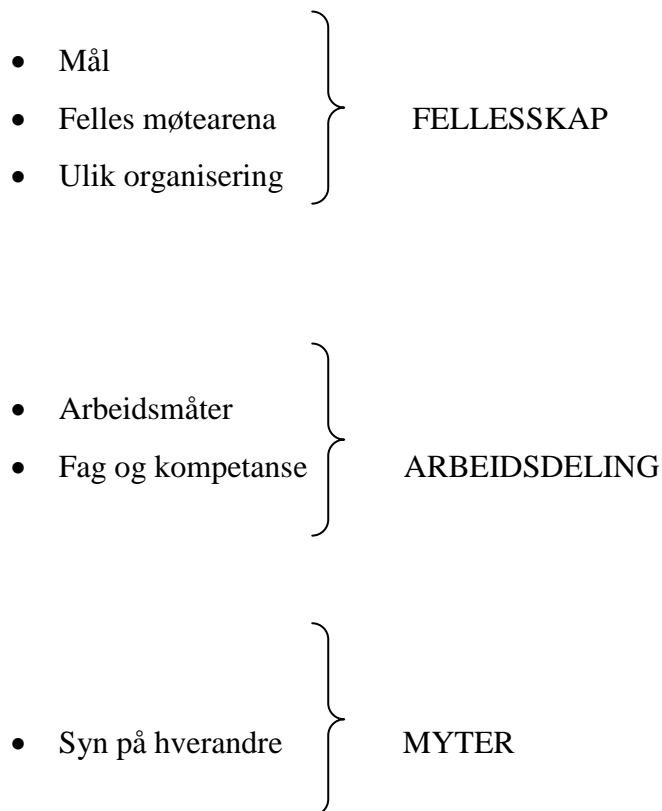 • Mål
• Felles møtearena FELLESSKAP
• Ulik organisering
• Arbeidsmåter
• Fag og kompetanse ARBEIDSDELING
• Syn på hverandre MYTER